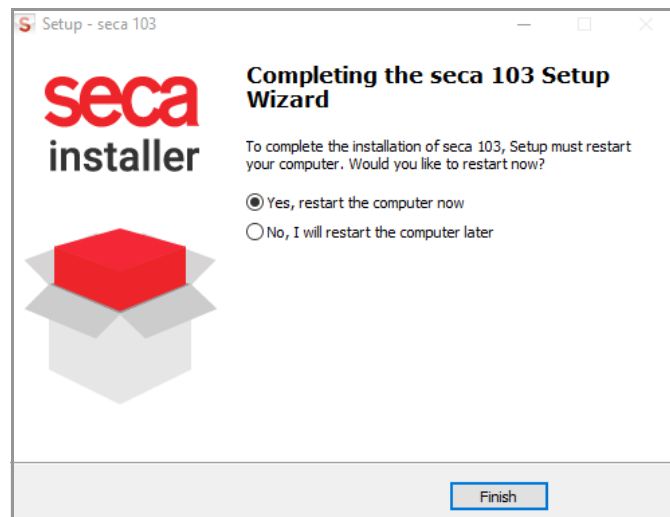 S Setup - seca 103
seca
installer
Completing the seca 103 Setup
Wizard
To complete the installation of seca 103, Setup must restart
your computer. Would you like to restart now?
Yes, restart the computer now
No, I will restart the computer later
Finish